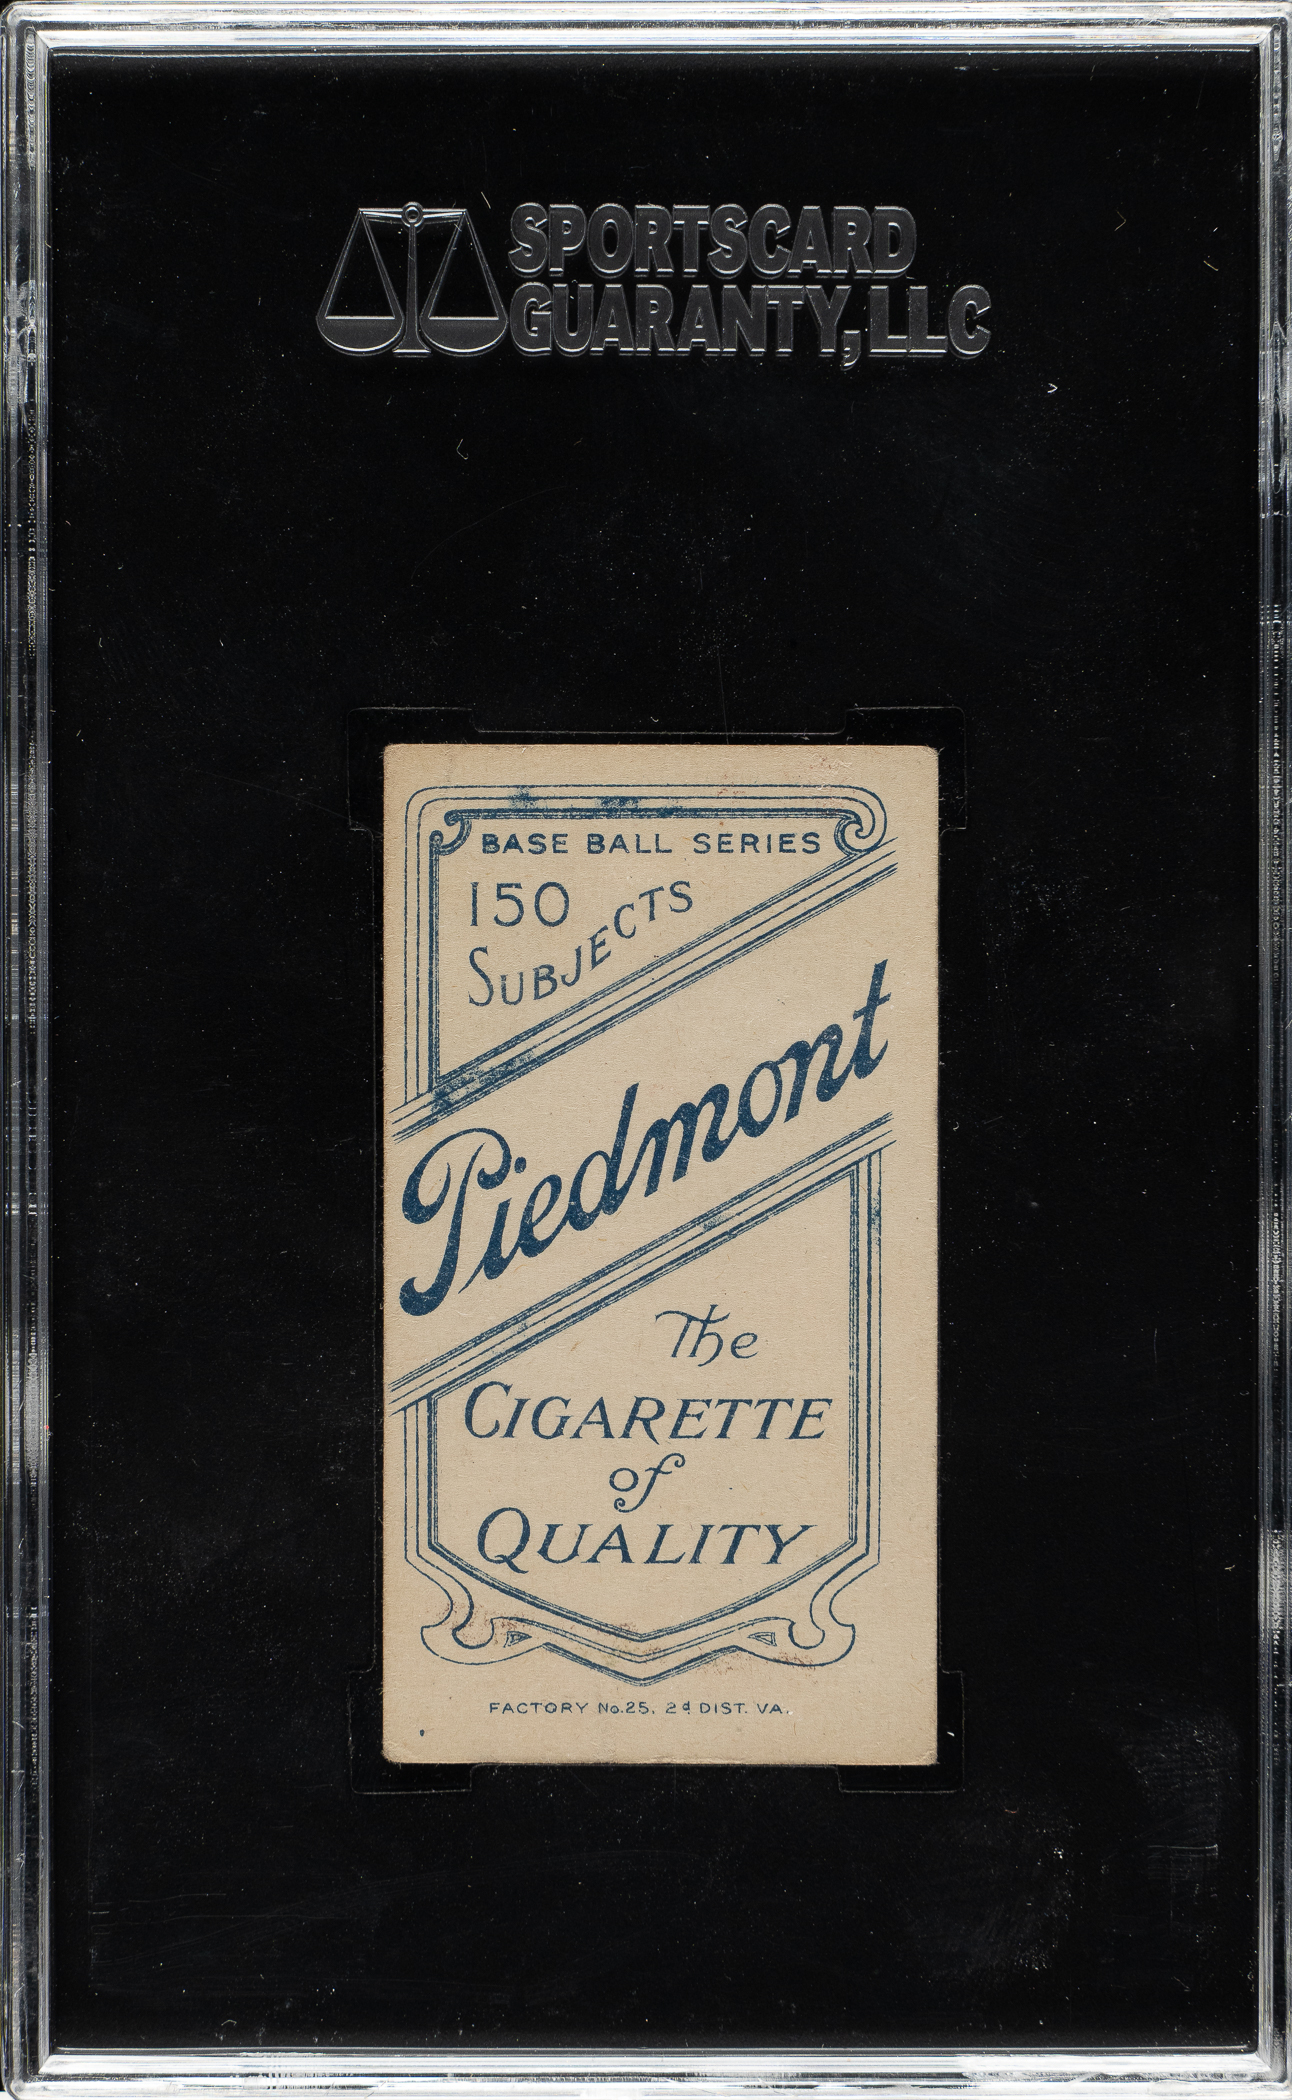 SPORTSCARD
GUARANTY, LLC
BASE BALL SERIES
150
SUBJECTS
Piedmont
The
CIGARETTE
of
QUALITY
FACTORY No. 25, 2d DIST. VA.